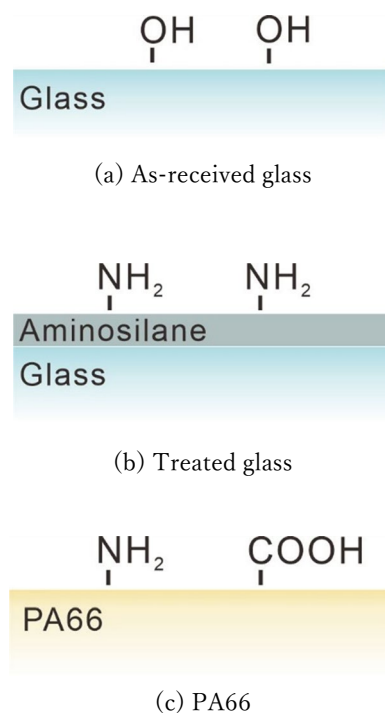 OH OH
Glass
(a) As-received glass
NH₂ NH₂
Aminosilane
Glass
(b) Treated glass
NH₂ COOH
PA66
(c) PA66